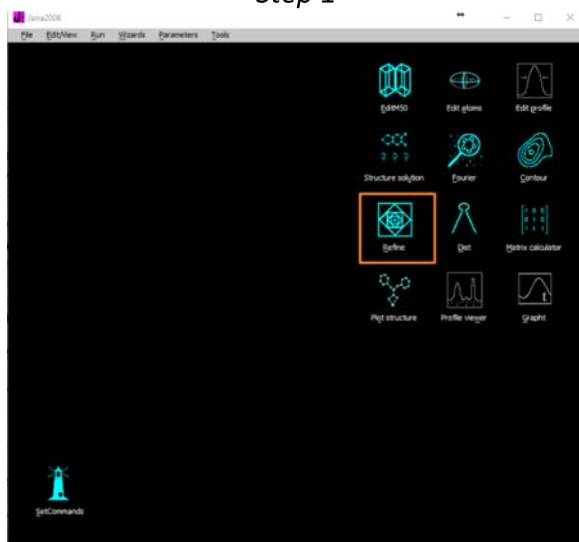 Step 1
Jana2006
File Edit/View Run Wizards Parameters Tools
EditM50 Edit atoms Edit profile
Structure solution Fourier Contour
Refine Dist Matrix calculator
Plot structure Profile viewer Grapht
SetCommands